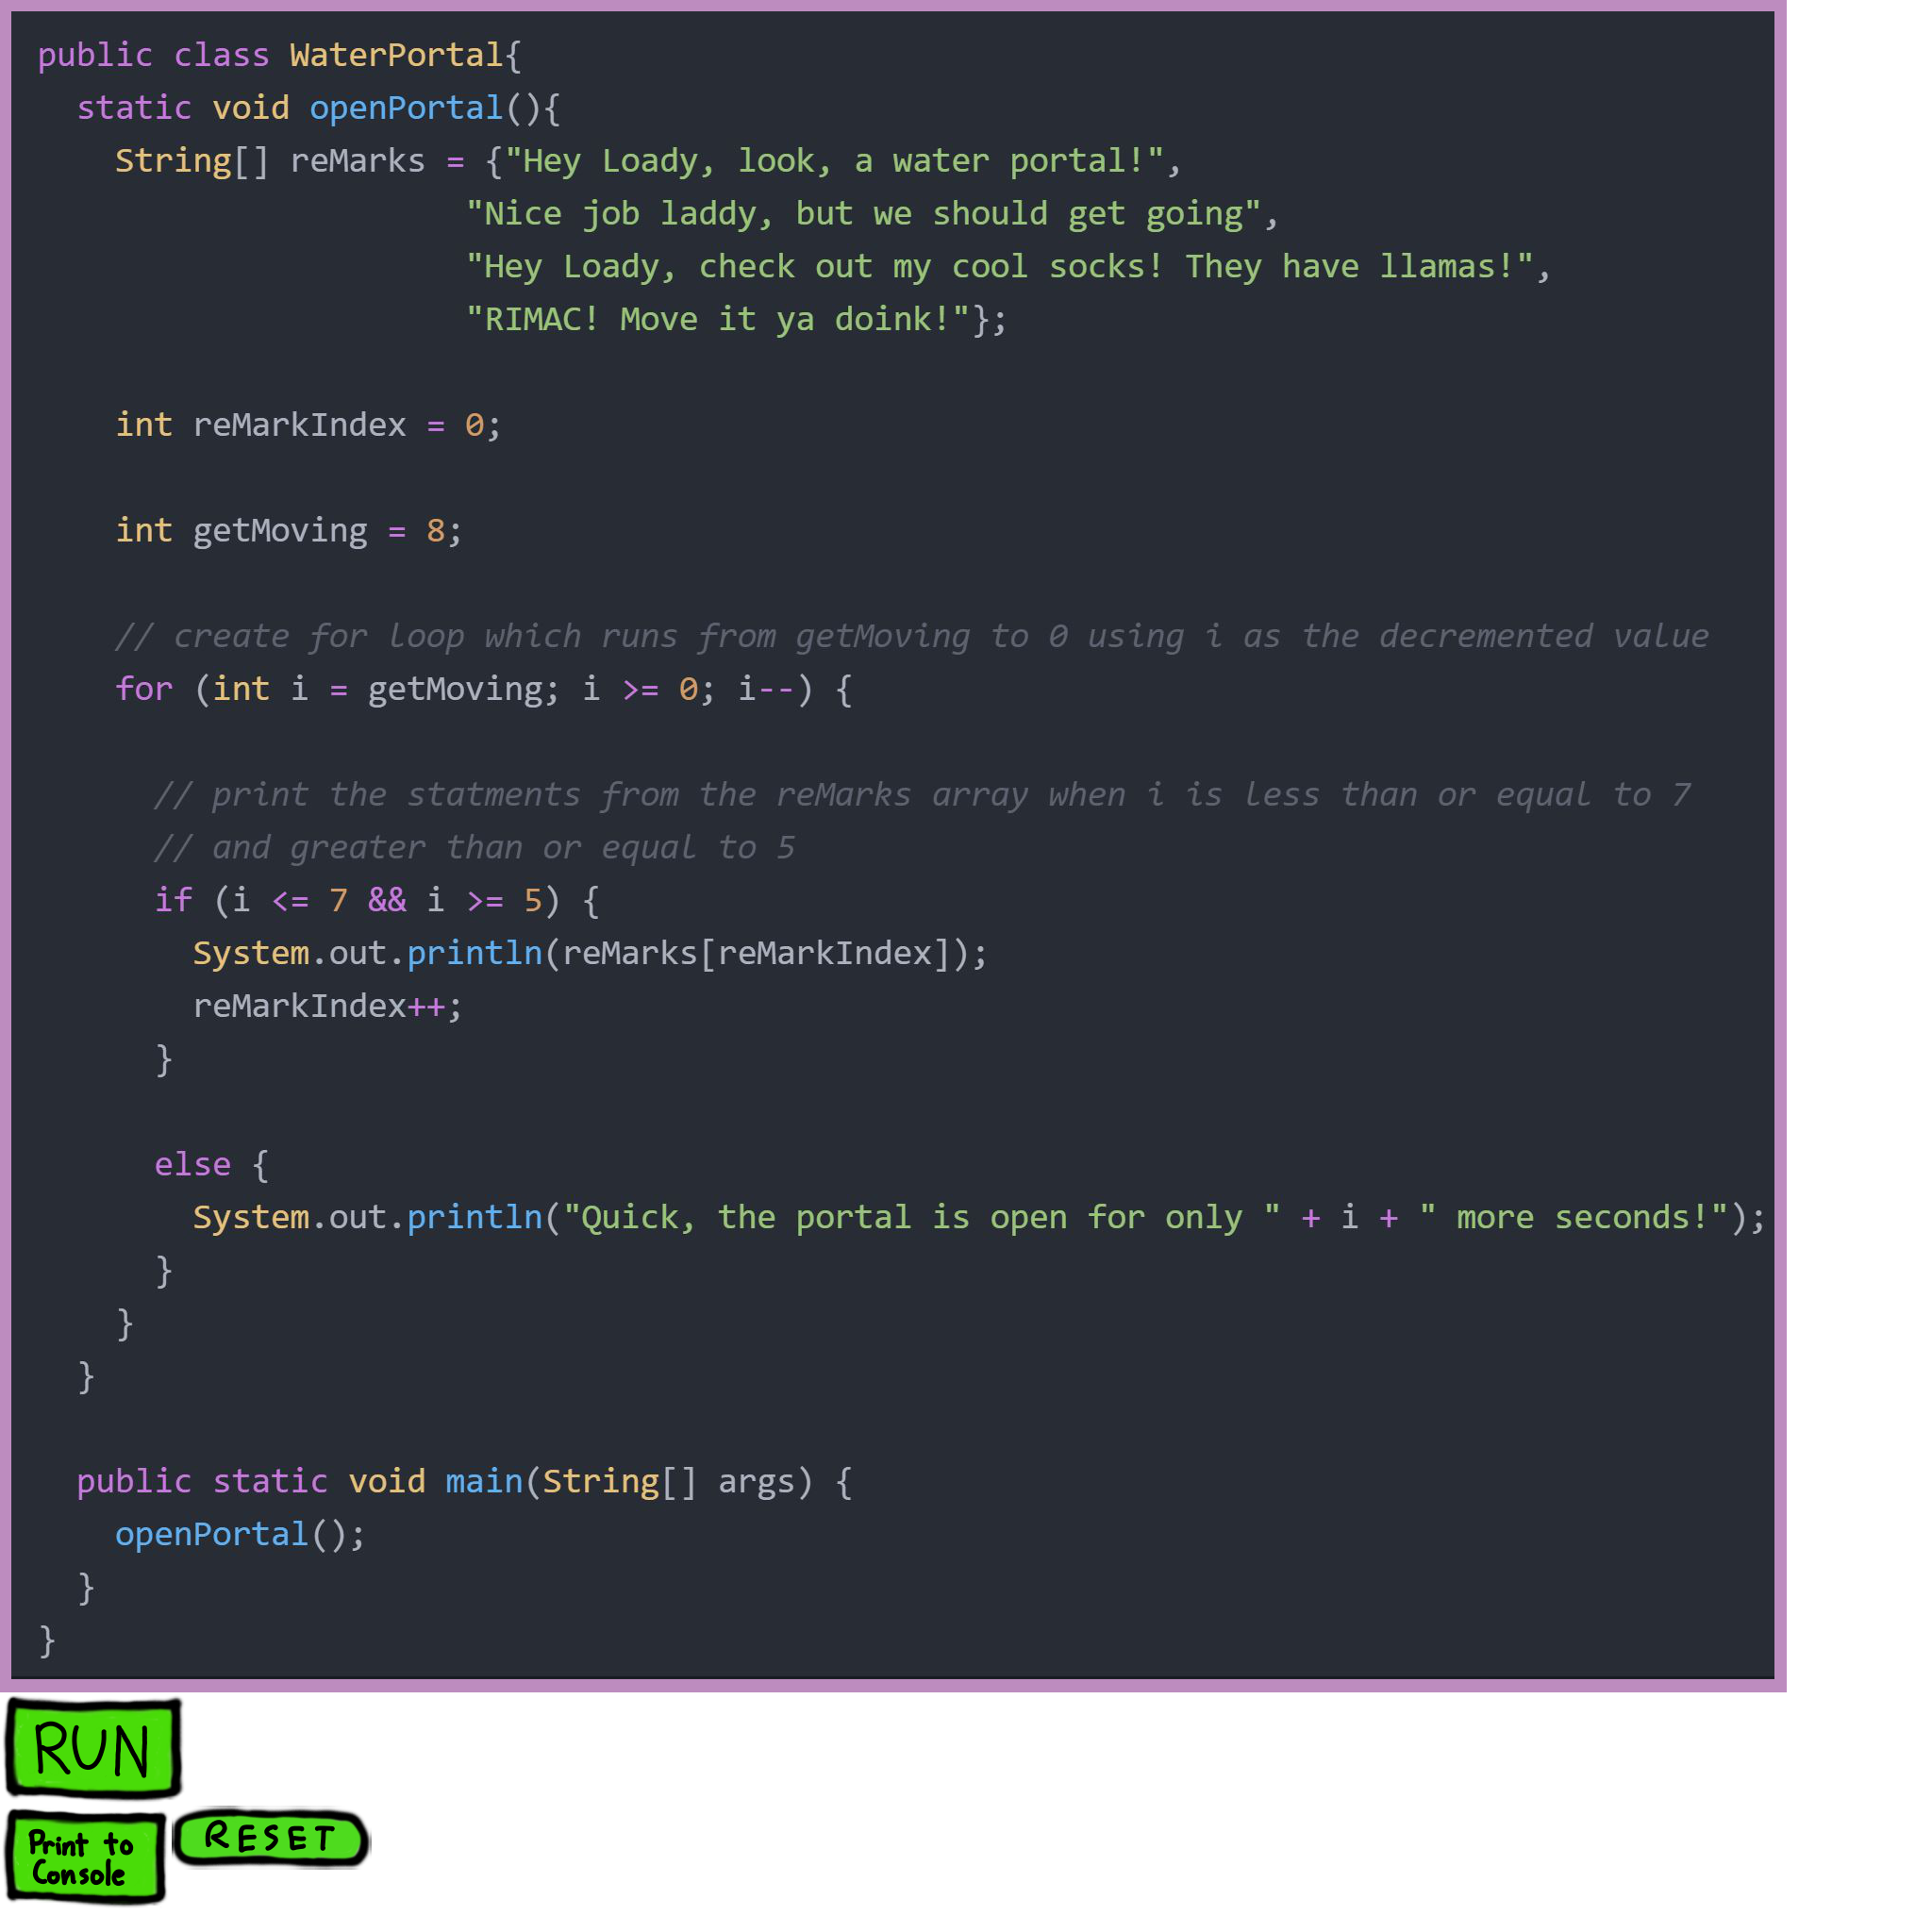 public class WaterPortal{
static void openPortal(){
String[] reMarks = {"Hey Loady, look, a water portal!",
"Nice job laddy, but we should get going",
"Hey Loady, check out my cool socks! They have llamas!",
"RIMAC! Move it ya doink!"};
int reMarkIndex = 0;
int getMoving = 8;
// create for loop which runs from getMoving to 0 using i as the decremented value
for (int i = getMoving; i >= 0; i--) {
// print the statments from the reMarks array when i is less than or equal to 7
// and greater than or equal to 5
if (i <= 7 && i >= 5) {
System.out.println(reMarks[reMarkIndex]);
reMarkIndex++;
}
else {
System.out.println("Quick, the portal is open for only " + i + " more seconds!");
}
}
}
public static void main(String[] args) {
openPortal();
}
}
RUN
Print to
Console
RESET